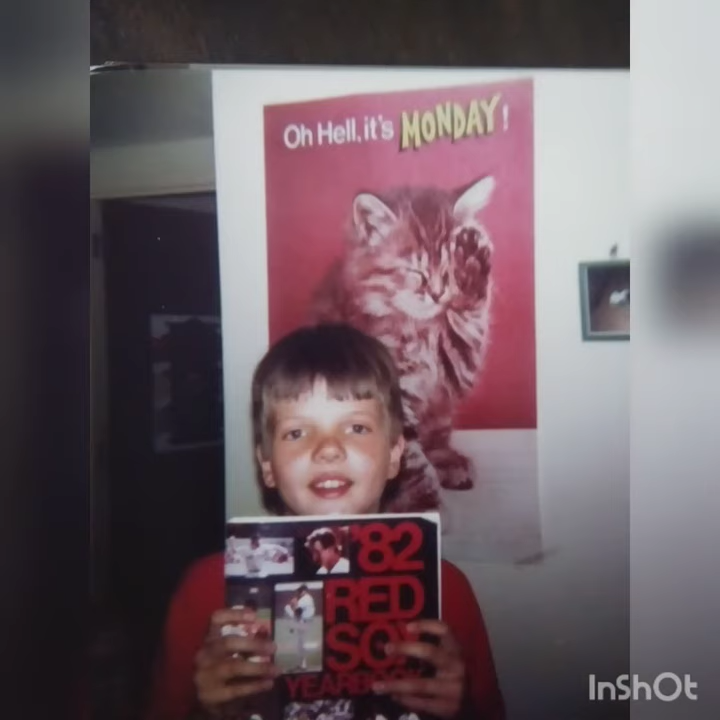 Oh Hell, it's MONDAY!
'82
RED
SOX
YEARBOOK
InShOt